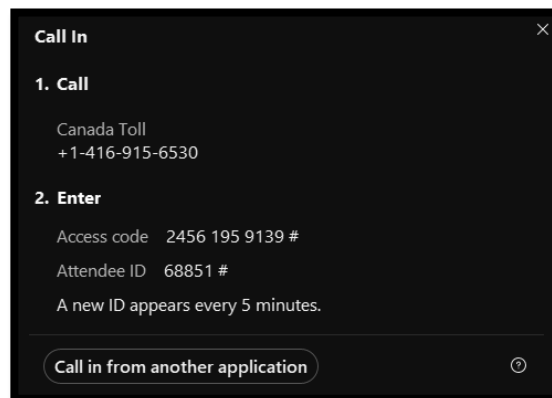 Call In
1. Call
Canada Toll
+1-416-915-6530
2. Enter
Access code 2456 195 9139 #
Attendee ID 68851 #
A new ID appears every 5 minutes.
Call in from another application